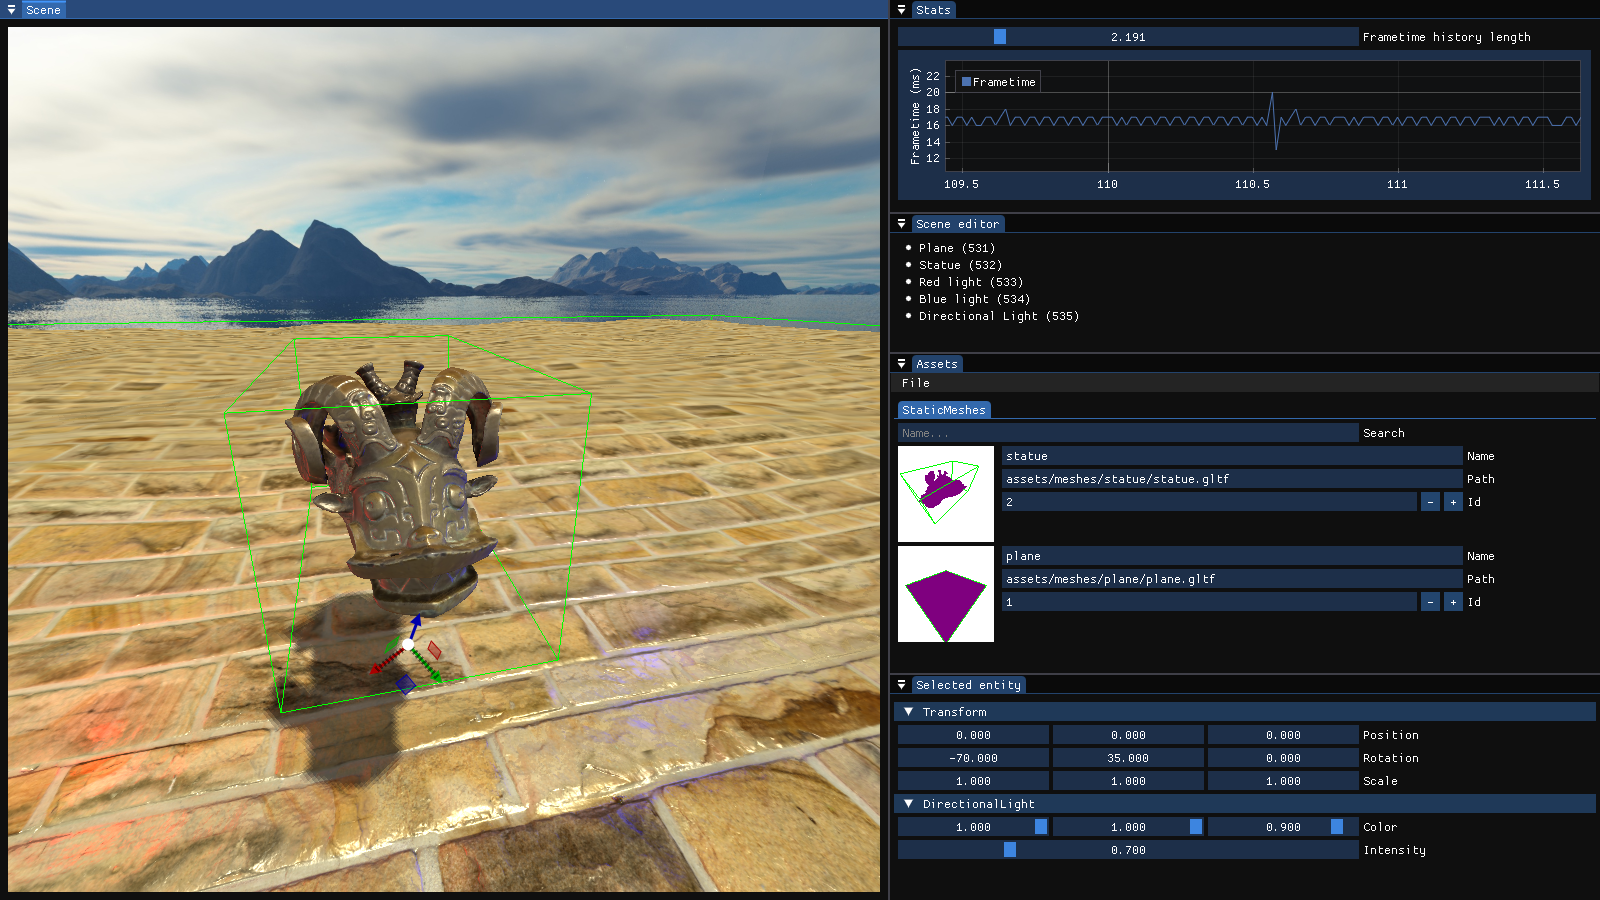 Scene
Stats
2.191 Frametime history length
Frametime (ms)
Frametime
22
20
18
16
14
12
109.5 110 110.5 111 111.5
Scene editor
Plane (531)
Statue (532)
Red light (533)
Blue light (534)
Directional Light (535)
Assets
File
StaticMeshes
Name... Search
statue Name
assets/meshes/statue/statue.gltf Path
2 - + Id
plane Name
assets/meshes/plane/plane.gltf Path
1 - + Id
Selected entity
Transform
0.000 0.000 0.000 Position
-70.000 35.000 0.000 Rotation
1.000 1.000 1.000 Scale
DirectionalLight
1.000 1.000 0.900 Color
0.700 Intensity